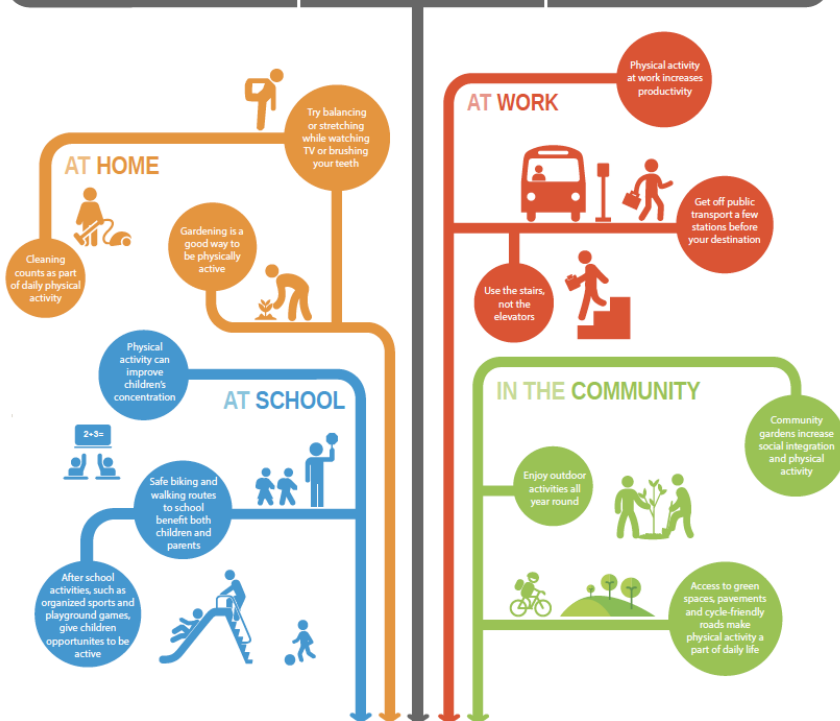 AT HOME
Try balancing
or stretching
while watching
TV or brushing
your teeth
Cleaning
counts as part
of daily physical
activity
Gardening is a
good way to
be physically
active
AT WORK
Physical activity
at work increases
productivity
Get off public
transport a few
stations before
your destination
Use the stairs,
not the
elevators
AT SCHOOL
Physical
activity can
improve
children's
concentration
2+3=
Safe biking and
walking routes
to school
benefit both
children and
parents
After school
activities, such as
organized sports and
playground games,
give children
opportunites to be
active
IN THE COMMUNITY
Community
gardens increase
social integration
and physical
activity
Enjoy outdoor
activities all
year round
Access to green
spaces, pavements
and cycle-friendly
roads make
physical activity a
part of daily life